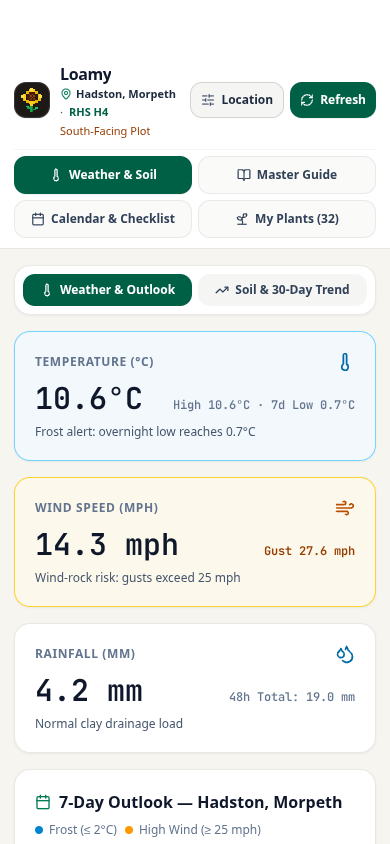 Loamy
Hadston, Morpeth
· RHS H4
South-Facing Plot
Location
Refresh
Weather & Soil
Master Guide
Calendar & Checklist
My Plants (32)
Weather & Outlook
Soil & 30-Day Trend
TEMPERATURE (°C)
10.6°C
High 10.6°C · 7d Low 0.7°C
Frost alert: overnight low reaches 0.7°C
WIND SPEED (MPH)
14.3 mph
Gust 27.6 mph
Wind-rock risk: gusts exceed 25 mph
RAINFALL (MM)
4.2 mm
48h Total: 19.0 mm
Normal clay drainage load
7-Day Outlook — Hadston, Morpeth
Frost (≤ 2°C)
High Wind (≥ 25 mph)